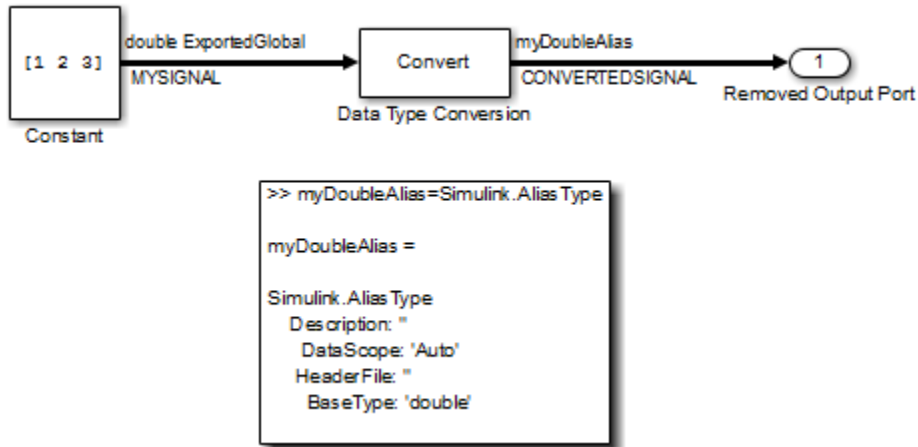 [1 2 3]
double ExportedGlobal
MYSIGNAL
Constant
Convert
Data Type Conversion
myDoubleAlias
CONVERTEDSIGNAL
1
Removed Output Port
>> myDoubleAlias=Simulink.AliasType
myDoubleAlias =
Simulink.AliasType
Description: ''
DataScope: 'Auto'
HeaderFile: ''
BaseType: 'double'